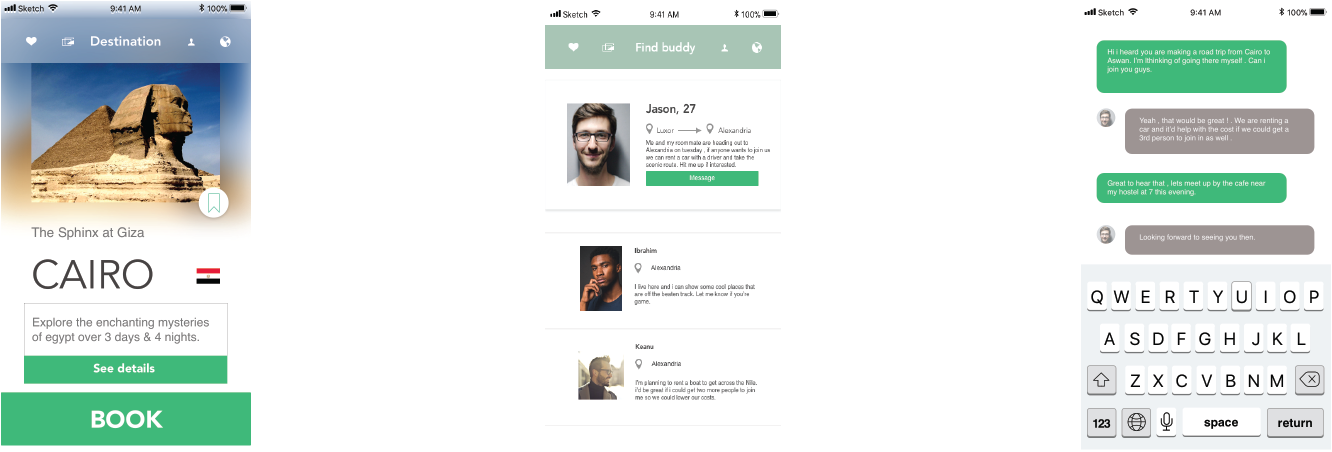 Sketch 9:41 AM 100%
Destination
The Sphinx at Giza
CAIRO
Explore the enchanting mysteries
of egypt over 3 days & 4 nights.
See details
BOOK
Sketch 9:41 AM 100%
Find buddy
Jason, 27
Luxor Alexandria
Me and my roommate are heading out to
Alexandria on tuesday , if anyone wants to join us
we can rent a car with a driver and take the
scenic route. Hit me up if interested.
Message
Ibrahim
Alexandria
I live here and i can show some cool places that
are off the beaten track. Let me know if you're
game.
Keanu
Alexandria
I'm planning to rent a boat to get across the Nille.
i'd be great if i could get two more people to join
me so we could lower our costs.
Sketch 9:41 AM 100%
Hi i heard you are making a road trip from Cairo to
Aswan. I'm Ithinking of going there myself . Can i
join you guys.
Yeah , that would be great ! . We are renting a
car and it'd help with the cost if we could get a
3rd person to join in as well .
Great to hear that , lets meet up by the cafe near
my hostel at 7 this evening.
Looking forward to seeing you then.
Q W E R T Y U I O P
A S D F G H J K L
Z X C V B N M
123 space return